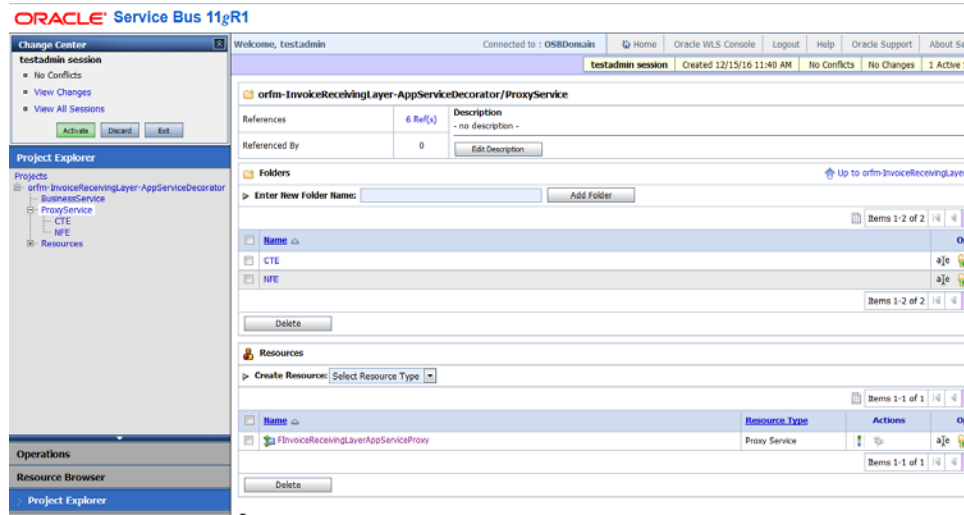 ORACLE Service Bus 11gR1
Change Center
testadmin session
No Conflicts
View Changes
View All Sessions
Activate Discard Exit
Project Explorer
Projects
orfm-InvoiceReceivingLayer-AppServiceDecorator
BusinessService
ProxyService
CTE
NFE
Resources
Operations
Resource Browser
Project Explorer
Welcome, testadmin Connected to : OSBDomain Home Oracle WLS Console Logout Help Oracle Support About Se
testadmin session Created 12/15/16 11:40 AM No Conflicts No Changes 1 Active
orfm-InvoiceReceivingLayer-AppServiceDecorator/ProxyService
References 6 Ref(s) Description
- no description -
Referenced By 0 Edit Description
Folders Up to orfm-InvoiceReceivingLaye
Enter New Folder Name: Add Folder
Items 1-2 of 2
Name O
CTE
NFE
Items 1-2 of 2
Delete
Resources
Create Resource: Select Resource Type
Items 1-1 of 1
Name Resource Type Actions O
FInvoiceReceivingLayerAppServiceProxy Proxy Service
Items 1-1 of 1
Delete